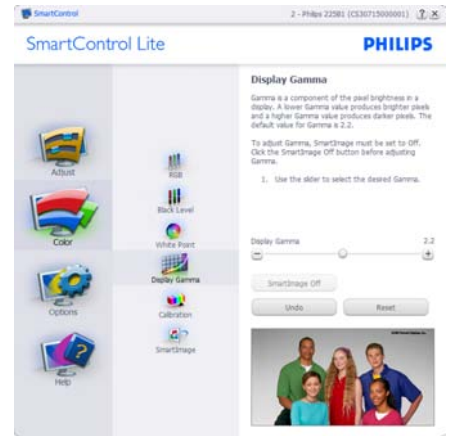 SmartControl
2 - Philips 225B1 (CS30715000001)
SmartControl Lite
PHILIPS
Adjust
Color
Options
Help
RGB
Black Level
White Point
Display Gamma
Calibration
SmartImage
Display Gamma
Gamma is a component of the pixel brightness in a
display. A lower Gamma value produces brighter pixels
and a higher Gamma value produces darker pixels. The
default value for Gamma is 2.2.
To adjust Gamma, SmartImage must be set to Off.
Click the SmartImage Off button before adjusting
Gamma.
1. Use the slider to select the desired Gamma.
Display Gamma 2.2
SmartImage Off
Undo Reset